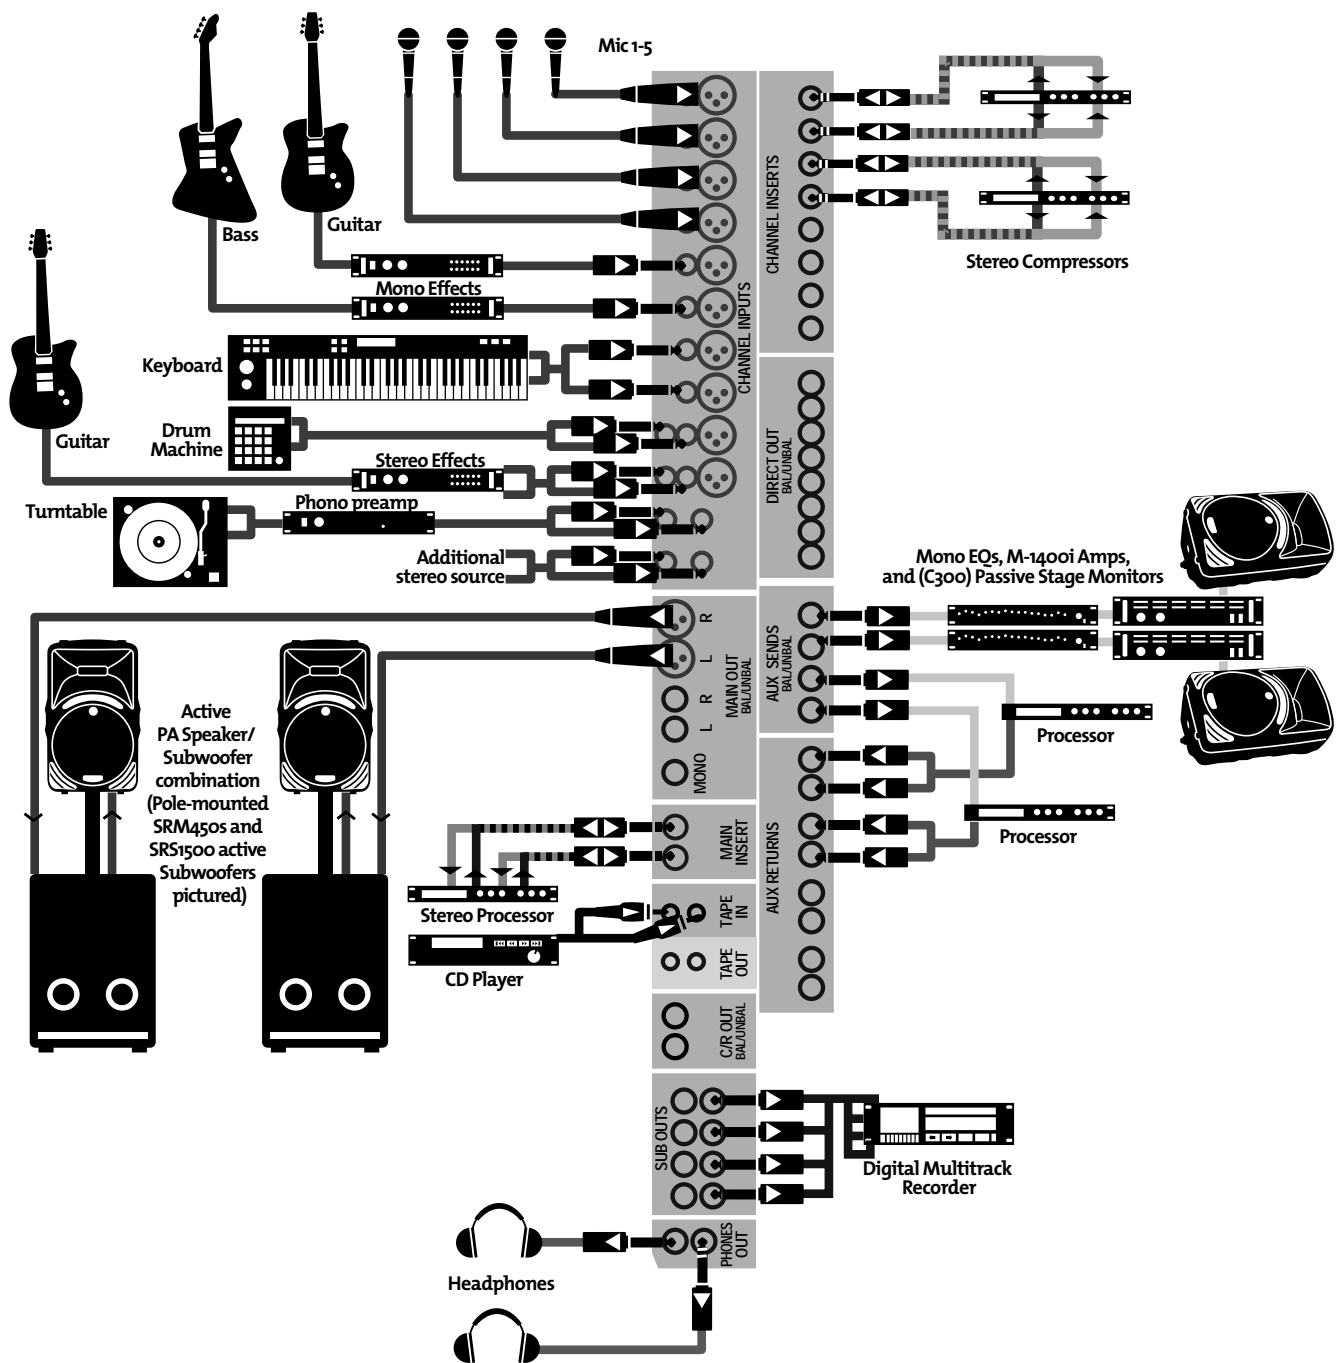 Mic 1-5
Bass
Guitar
Mono Effects
Keyboard
Guitar
Drum
Machine
Stereo Effects
Turntable
Phono preamp
Additional
stereo source
CHANNEL INPUTS
CHANNEL INSERTS
Stereo Compressors
DIRECT OUT
BAL/UNBAL
Mono EQs, M-1400i Amps,
and (C300) Passive Stage Monitors
AUX SENDS
BAL/UNBAL
Processor
Processor
AUX RETURNS
R
L
R
L
MONO
MAIN OUT
BAL/UNBAL
Active
PA Speaker/
Subwoofer
combination
(Pole-mounted
SRM450s and
SRS1500 active
Subwoofers
pictured)
MAIN
INSERT
Stereo Processor
TAPE
IN
CD Player
TAPE
OUT
C/R OUT
BAL/UNBAL
SUB OUTS
Digital Multitrack
Recorder
PHONES
OUT
Headphones